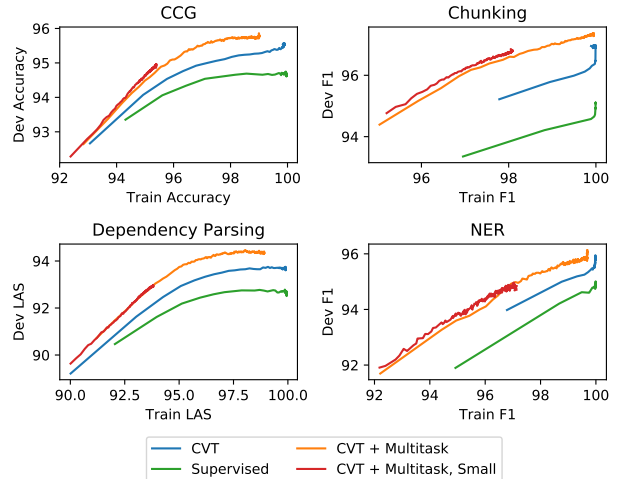 CCG
Chunking
96
95
94
93
Dev Accuracy
92 94 96 98 100
Train Accuracy
96
94
Dev F1
96 98 100
Train F1
Dependency Parsing
NER
94
92
90
Dev LAS
90.0 92.5 95.0 97.5 100.0
Train LAS
96
94
92
Dev F1
92 94 96 98 100
Train F1
CVT
CVT + Multitask
Supervised
CVT + Multitask, Small